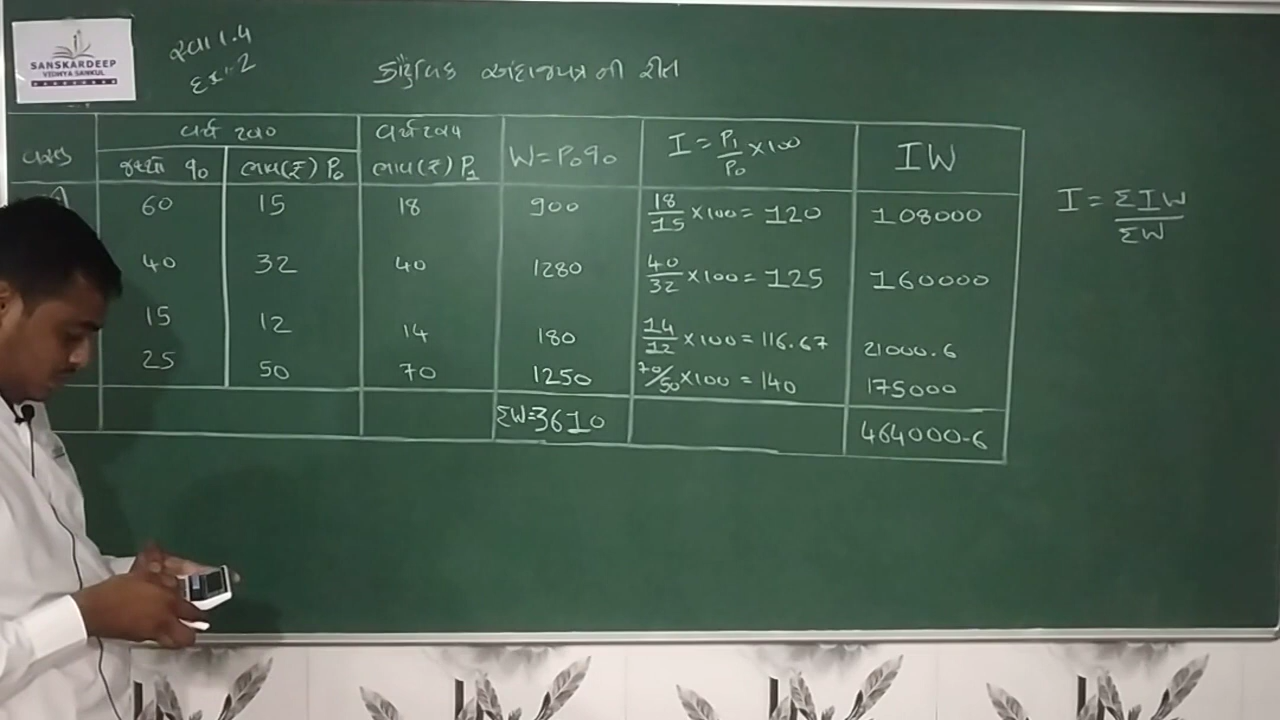 SANSKARDEEP
VIDHYA SANKUL
સ્વા 1.4
Ex:-2
કૌટુંબિક અંદાજપત્ર ની રીત
વર્ષ 2010 વર્ષ 2014 W = P₀q₀ I = P₁/P₀ × 100 IW
જથ્થો q₀ ભાવ(₹) P₀ ભાવ(₹) P₁
A 60 15 18 900 18/15 × 100 = 120 108000
40 32 40 1280 40/32 × 100 = 125 160000
15 12 14 180 14/12 × 100 = 116.67 21000.6
25 50 70 1250 70/50 × 100 = 140 175000
ΣW=3610 464000.6
I = ΣIW/ΣW